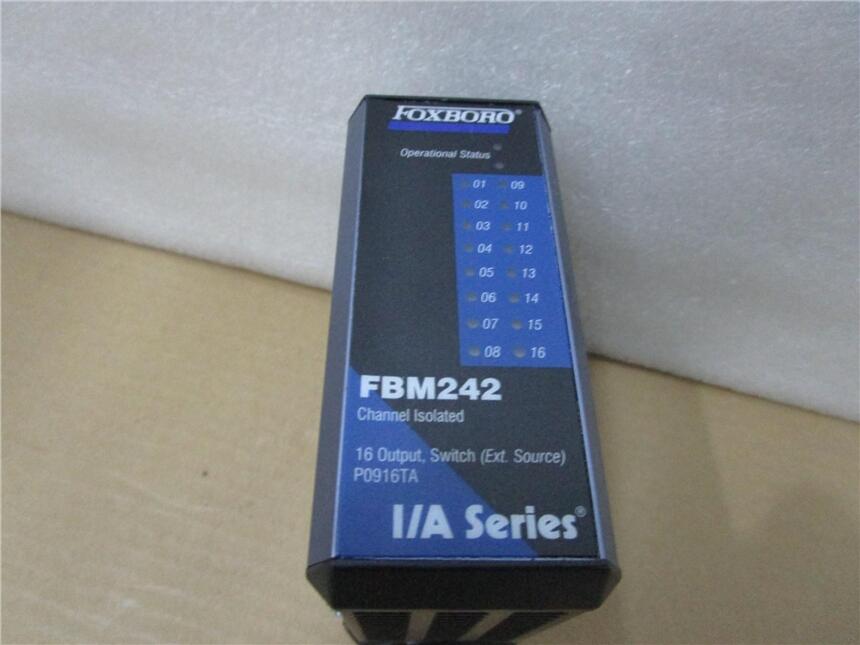 FOXBORO®
Operational Status
01 09
02 10
03 11
04 12
05 13
06 14
07 15
08 16
FBM242
Channel Isolated
16 Output, Switch (Ext. Source)
P0916TA
I/A Series®